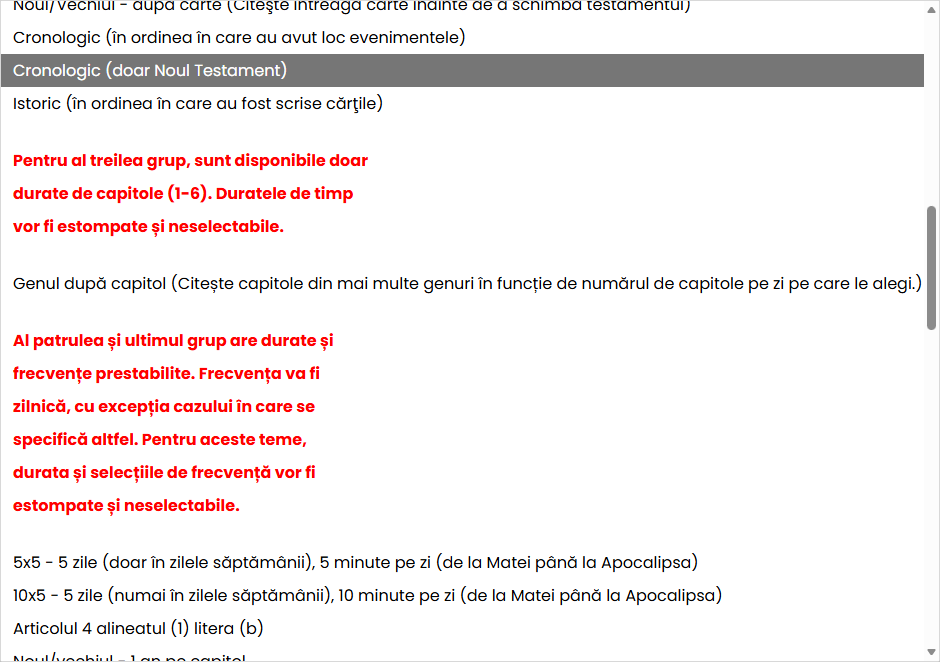 Noul/vechiul - după carte (Citeşte întreaga carte înainte de a schimba testamentul)
Cronologic (în ordinea în care au avut loc evenimentele)
Cronologic (doar Noul Testament)
Istoric (în ordinea în care au fost scrise cărţile)
Pentru al treilea grup, sunt disponibile doar
durate de capitole (1-6). Duratele de timp
vor fi estompate și neselectabile.
Genul după capitol (Citește capitole din mai multe genuri în funcție de numărul de capitole pe zi pe care le alegi.)
Al patrulea și ultimul grup are durate și
frecvențe prestabilite. Frecvența va fi
zilnică, cu excepția cazului în care se
specifică altfel. Pentru aceste teme,
durata și selecțiile de frecvență vor fi
estompate și neselectabile.
5x5 - 5 zile (doar în zilele săptămânii), 5 minute pe zi (de la Matei până la Apocalipsa)
10x5 - 5 zile (numai în zilele săptămânii), 10 minute pe zi (de la Matei până la Apocalipsa)
Articolul 4 alineatul (1) litera (b)
Noul/vechiul - 1 an pe capitol